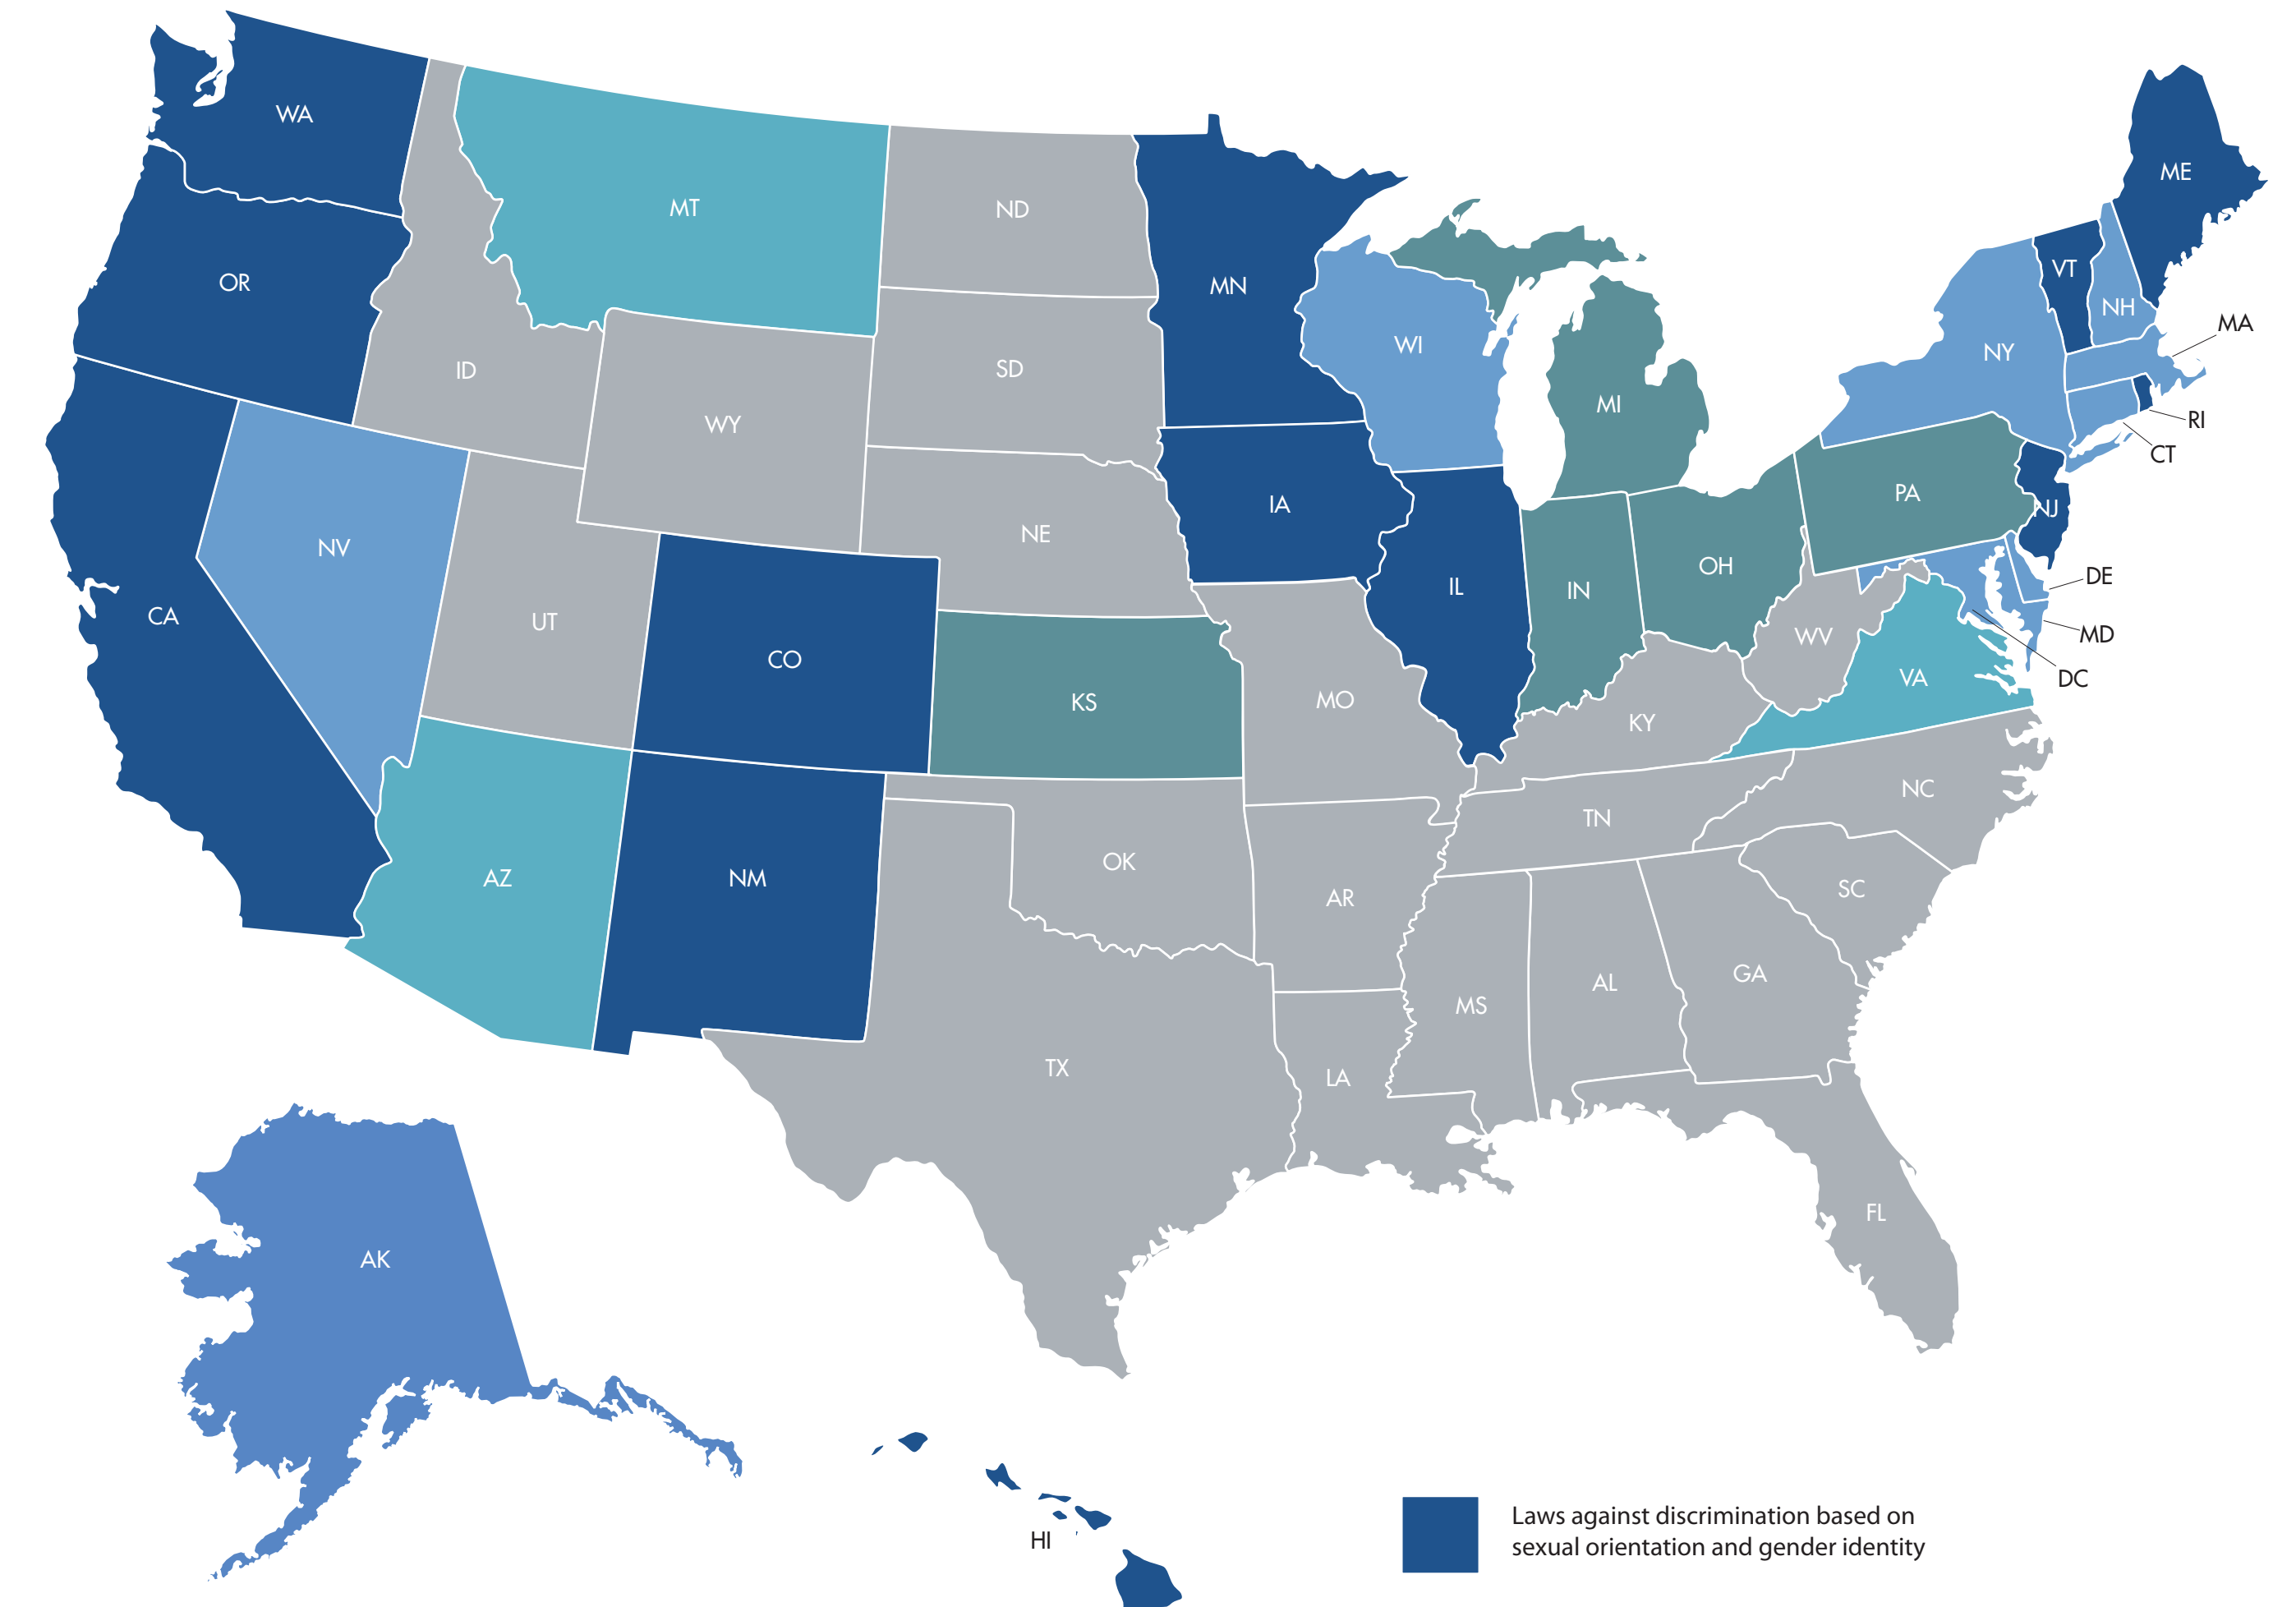 WA
MT
ND
MN
ME
OR
ID
WY
SD
WI
MI
NY
VT
NH
MA
RI
CT
NV
UT
CO
NE
IA
IL
IN
OH
PA
NJ
DE
MD
DC
CA
KS
MO
KY
WV
VA
AZ
NM
OK
AR
TN
NC
SC
TX
LA
MS
AL
GA
FL
AK
HI
Laws against discrimination based on
sexual orientation and gender identity